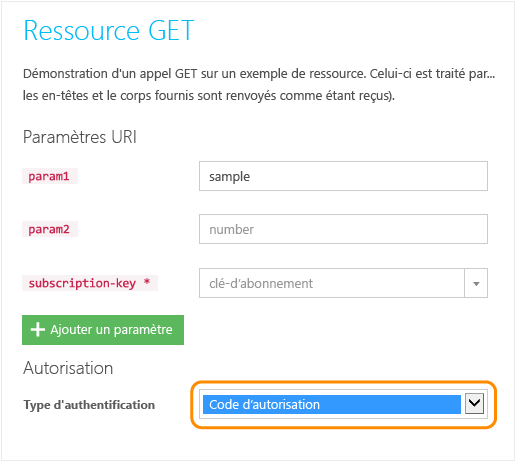 Ressource GET
Démonstration d'un appel GET sur un exemple de ressource. Celui-ci est traité par...
les en-têtes et le corps fournis sont renvoyés comme étant reçus).
Paramètres URI
param1 sample
param2 number
subscription-key * clé-d'abonnement
Ajouter un paramètre
Autorisation
Type d'authentification Code d'autorisation